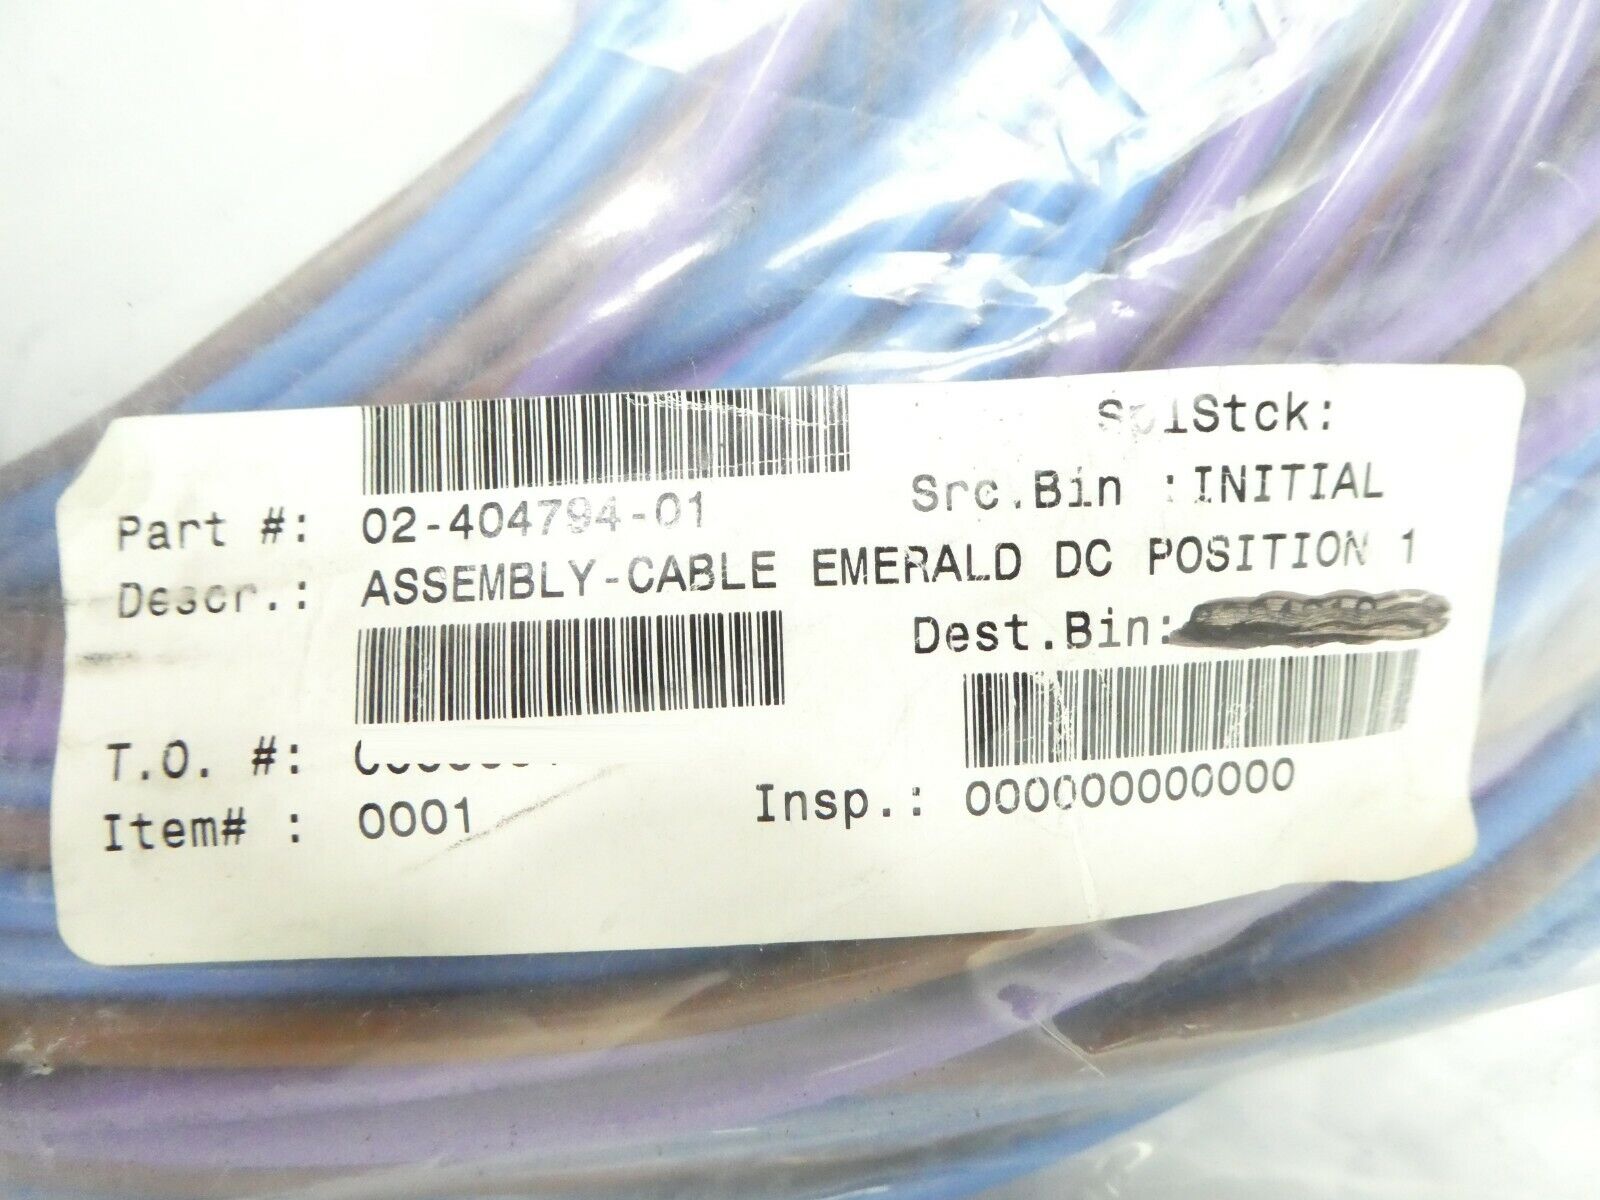 SplStck:
Part #: 02-404794-01
Src.Bin :INITIAL
Descr.: ASSEMBLY-CABLE EMERALD DC POSITION 1
Dest.Bin:
T.O. #:
Item# : 0001
Insp.: 000000000000